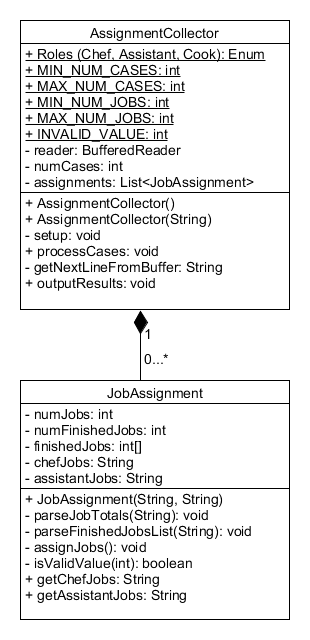 AssignmentCollector
+ Roles (Chef, Assistant, Cook): Enum
+ MIN_NUM_CASES: int
+ MAX_NUM_CASES: int
+ MIN_NUM_JOBS: int
+ MAX_NUM_JOBS: int
+ INVALID_VALUE: int
- reader: BufferedReader
- numCases: int
- assignments: List<JobAssignment>
+ AssignmentCollector()
+ AssignmentCollector(String)
- setup: void
+ processCases: void
- getNextLineFromBuffer: String
+ outputResults: void
1
0...*
JobAssignment
- numJobs: int
- numFinishedJobs: int
- finishedJobs: int[]
- chefJobs: String
- assistantJobs: String
+ JobAssignment(String, String)
- parseJobTotals(String): void
- parseFinishedJobsList(String): void
- assignJobs(): void
- isValidValue(int): boolean
+ getChefJobs: String
+ getAssistantJobs: String